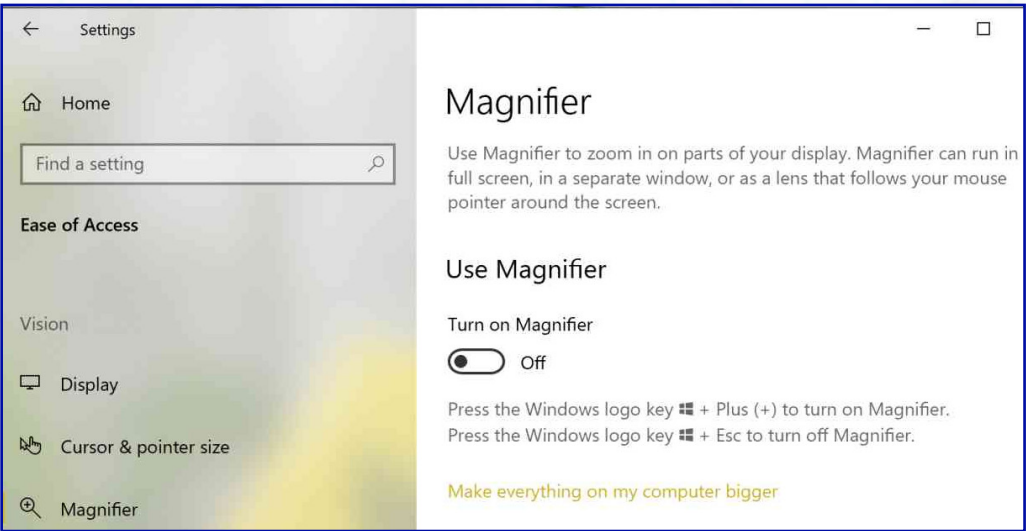 Settings
Home
Find a setting
Ease of Access
Vision
Display
Cursor & pointer size
Magnifier
Magnifier
Use Magnifier to zoom in on parts of your display. Magnifier can run in
full screen, in a separate window, or as a lens that follows your mouse
pointer around the screen.
Use Magnifier
Turn on Magnifier
Off
Press the Windows logo key + Plus (+) to turn on Magnifier.
Press the Windows logo key + Esc to turn off Magnifier.
Make everything on my computer bigger